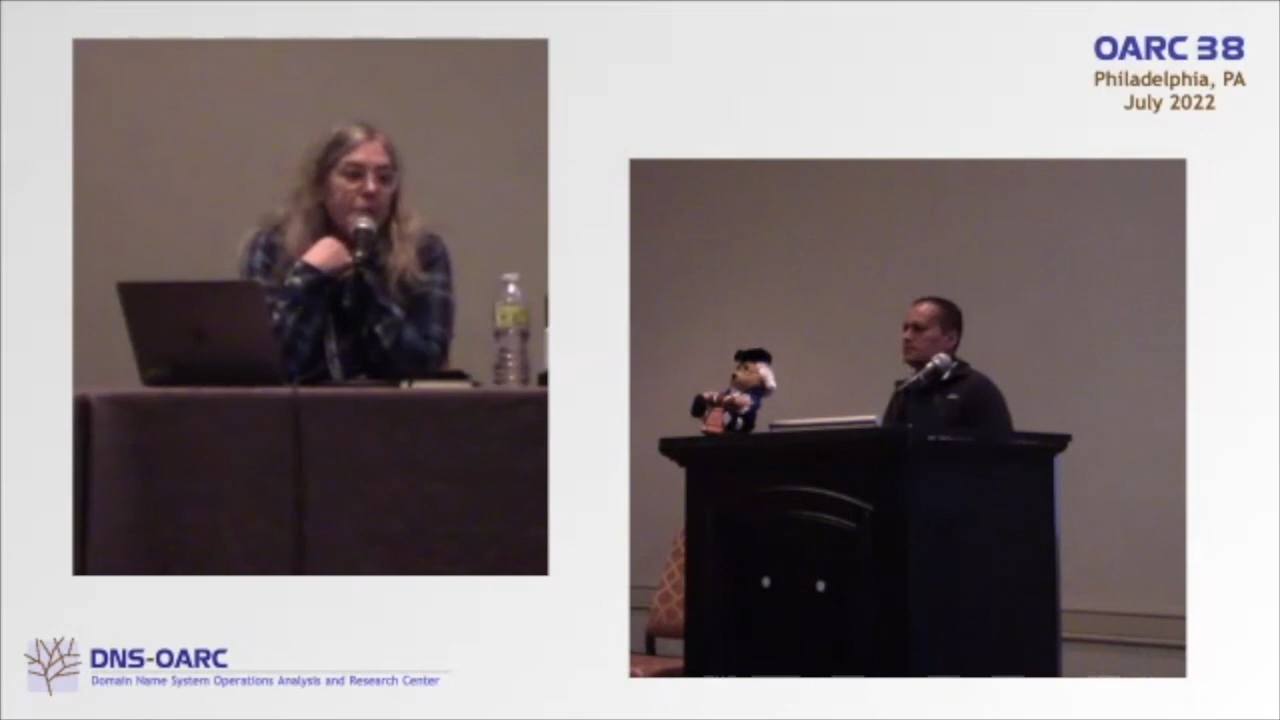 OARC 38
Philadelphia, PA
July 2022
DNS-OARC
Domain Name System Operations Analysis and Research Center